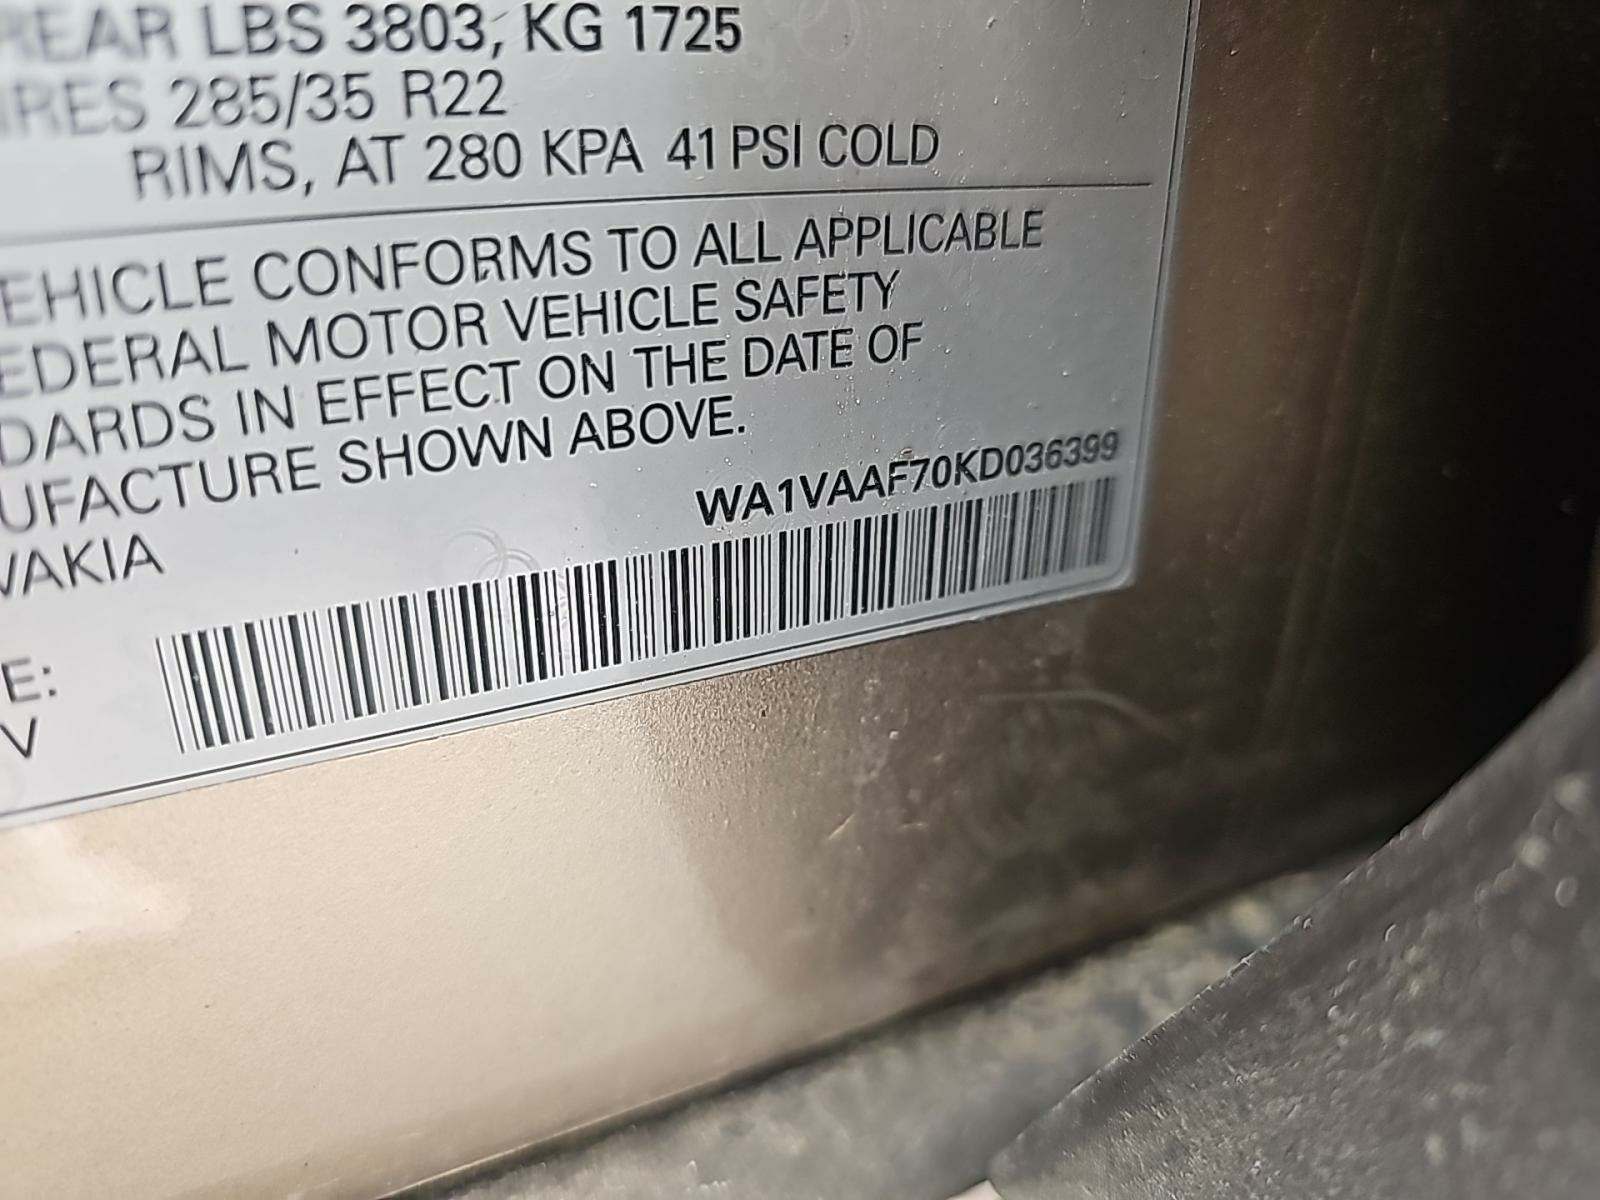 REAR LBS 3803, KG 1725
IRES 285/35 R22
RIMS, AT 280 KPA 41 PSI COLD
EHICLE CONFORMS TO ALL APPLICABLE
EDERAL MOTOR VEHICLE SAFETY
DARDS IN EFFECT ON THE DATE OF
UFACTURE SHOWN ABOVE.
WA1VAAF70KD036399
VAKIA
E:
V